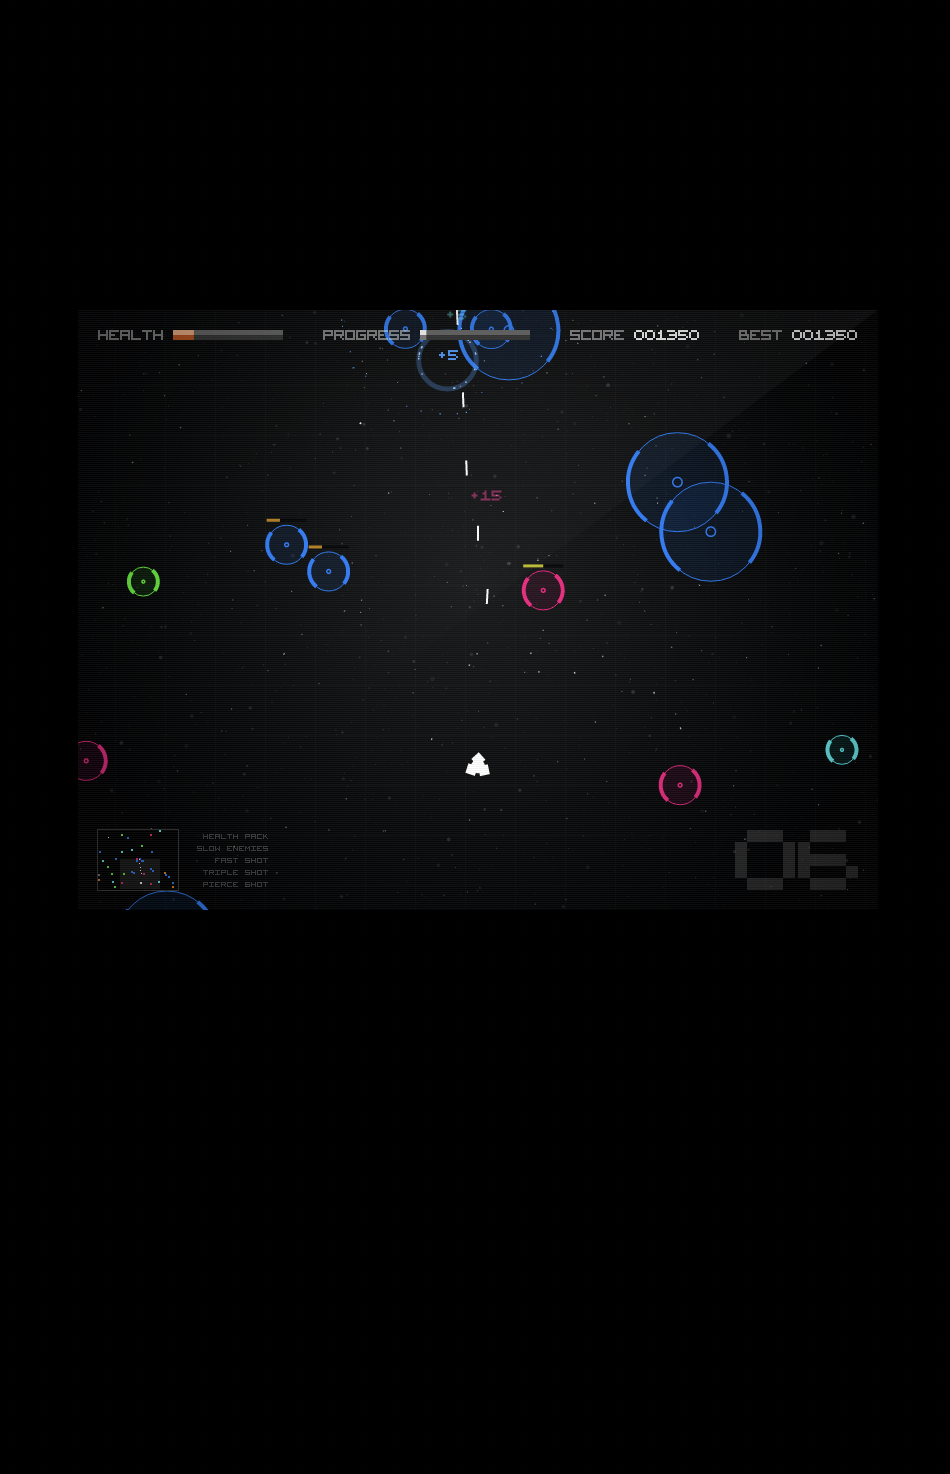 HEALTH PROGRESS SCORE 001350 BEST 001350
+5
+15
HEALTH PACK
SLOW ENEMIES
FAST SHOT
TRIPLE SHOT
PIERCE SHOT
06